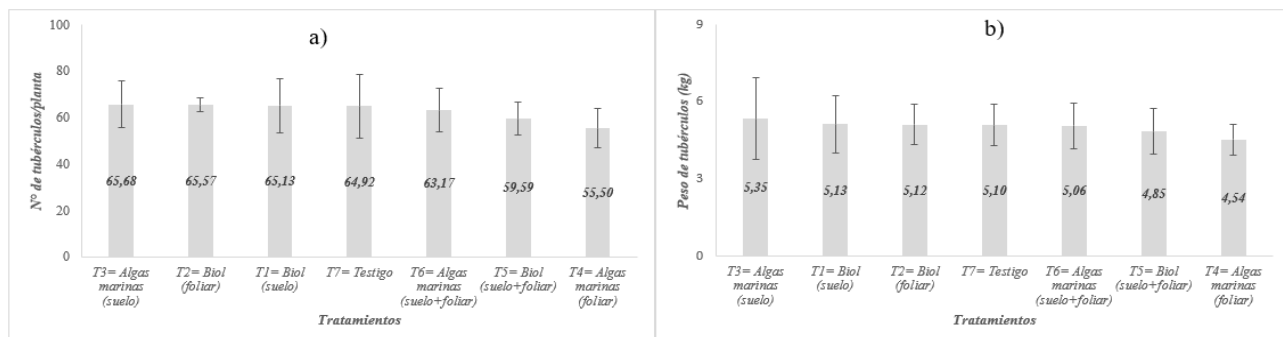 a)
N° de tubérculos/planta
100
80
60
40
20
0
65,68
65,57
65,13
64,92
63,17
59,59
55,50
T3= Algas
marinas
(suelo)
T2= Biol
(foliar)
T1= Biol
(suelo)
T7= Testigo
T6= Algas
marinas
(suelo+foliar)
T5= Biol
(suelo+foliar)
T4= Algas
marinas
(foliar)
Tratamientos
b)
Peso de tubérculos (kg)
9
6
3
0
5,35
5,13
5,12
5,10
5,06
4,85
4,54
T3= Algas
marinas
(suelo)
T1= Biol
(suelo)
T2= Biol
(foliar)
T7= Testigo
T6= Algas
marinas
(suelo+foliar)
T5= Biol
(suelo+foliar)
T4= Algas
marinas
(foliar)
Tratamientos